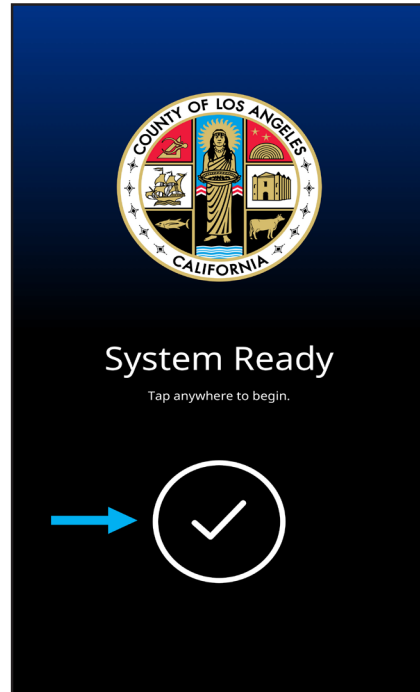 COUNTY OF LOS ANGELES
CALIFORNIA
System Ready
Tap anywhere to begin.